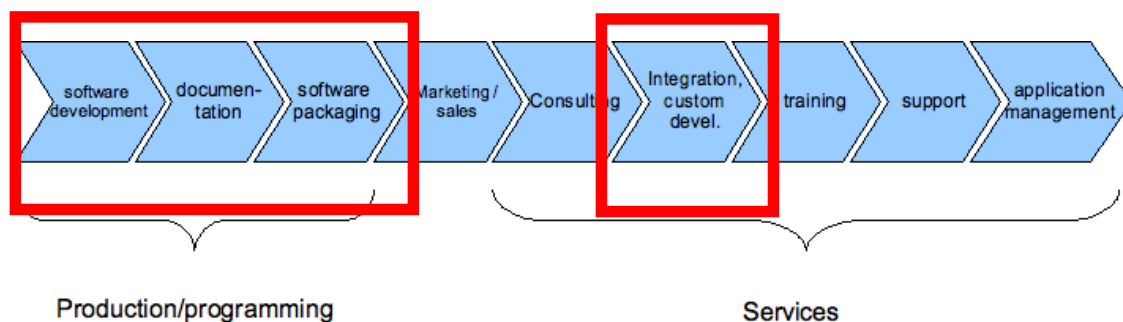 software
development
documen-
tation
software
packaging
Marketing /
sales
Consulting
Integration,
custom
devel.
training
support
application
management
Production/programming
Services